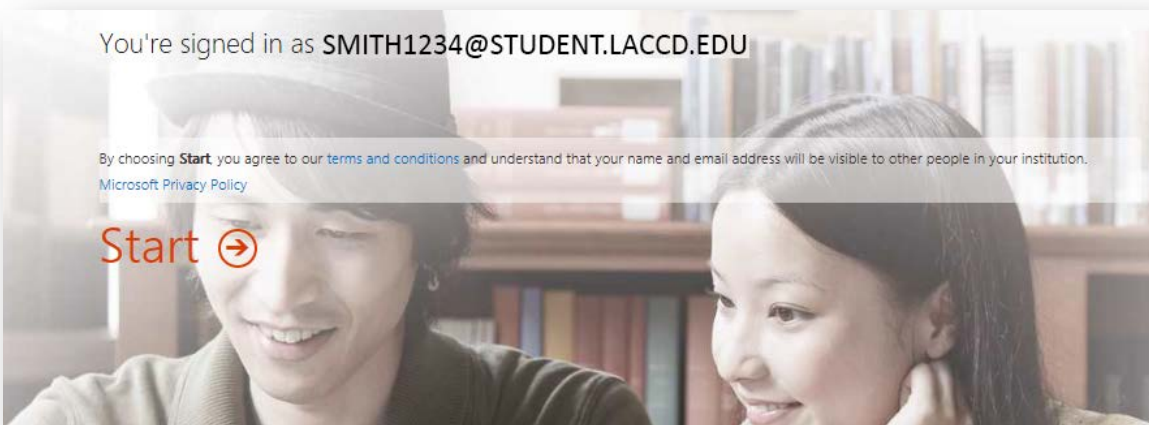 You're signed in as SMITH1234@STUDENT.LACCD.EDU
By choosing Start, you agree to our terms and conditions and understand that your name and email address will be visible to other people in your institution.
Microsoft Privacy Policy
Start